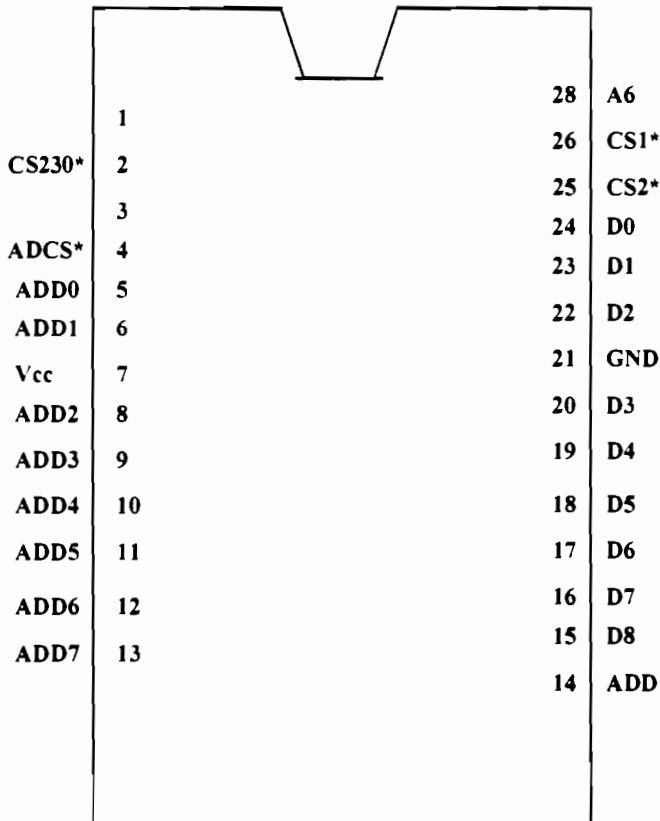 28 A6
1
26 CS1*
CS230* 2
25 CS2*
3
24 D0
ADCS* 4
23 D1
ADD0 5
22 D2
ADD1 6
21 GND
Vcc 7
20 D3
ADD2 8
19 D4
ADD3 9
18 D5
ADD4 10
17 D6
ADD5 11
16 D7
ADD6 12
15 D8
ADD7 13
14 ADD